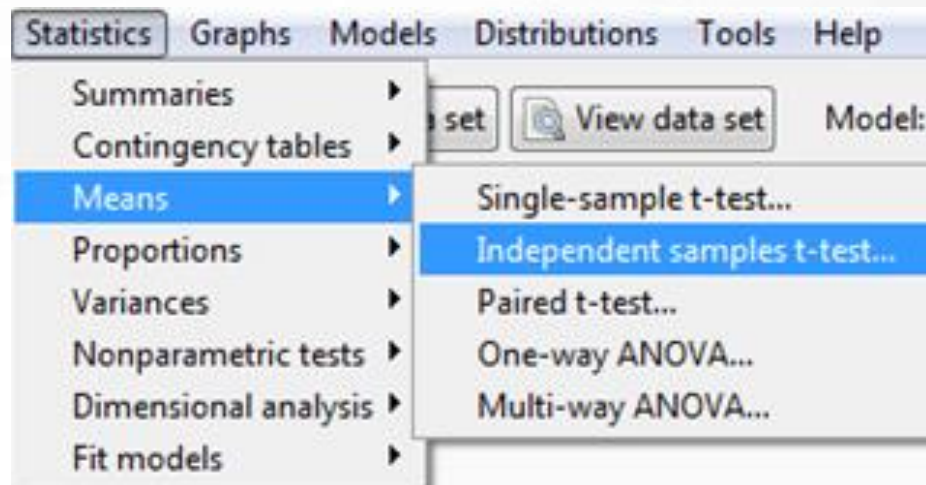 Statistics Graphs Models Distributions Tools Help
set View data set Model:
Summaries
Contingency tables
Means
Proportions
Variances
Nonparametric tests
Dimensional analysis
Fit models
Single-sample t-test...
Independent samples t-test...
Paired t-test...
One-way ANOVA...
Multi-way ANOVA...